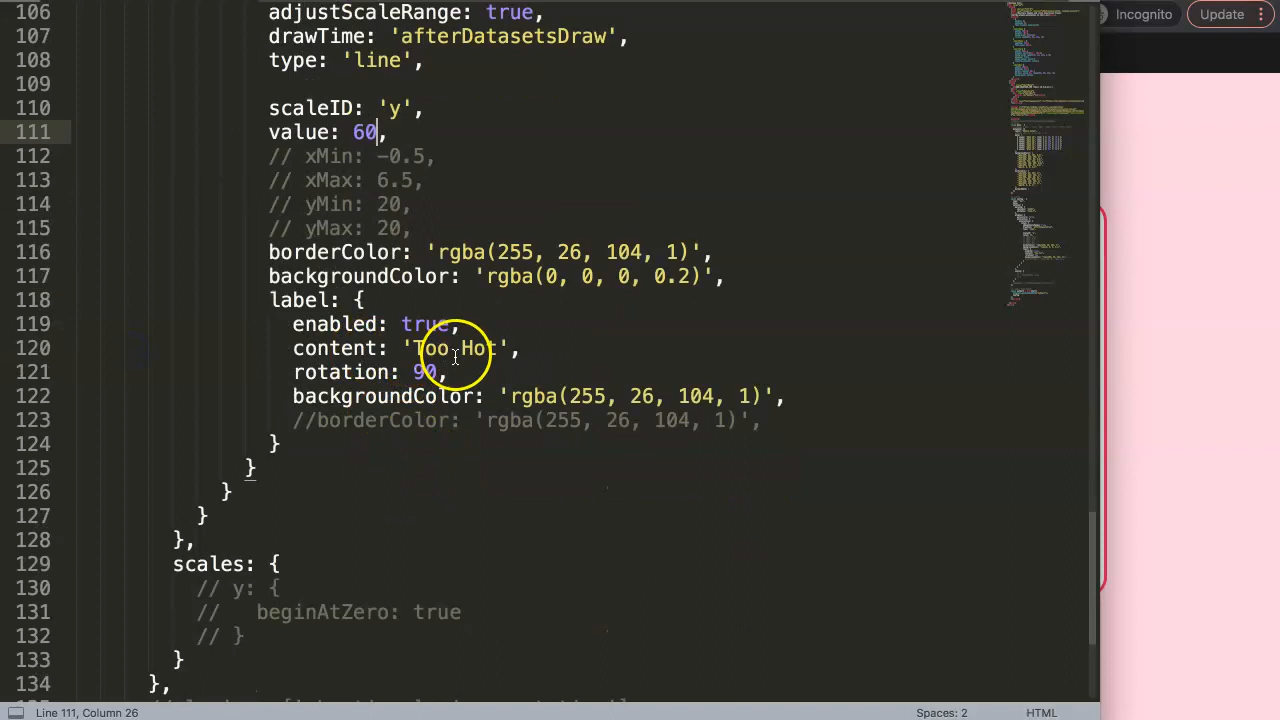 Incognito
Update
106 adjustScaleRange: true,
107 drawTime: 'afterDatasetsDraw',
108 type: 'line',
109
110 scaleID: 'y',
111 value: 60,
112 // xMin: -0.5,
113 // xMax: 6.5,
114 // yMin: 20,
115 // yMax: 20,
116 borderColor: 'rgba(255, 26, 104, 1)',
117 backgroundColor: 'rgba(0, 0, 0, 0.2)',
118 label: {
119 enabled: true,
120 content: 'Too Hot',
121 rotation: 90,
122 backgroundColor: 'rgba(255, 26, 104, 1)',
123 //borderColor: 'rgba(255, 26, 104, 1)',
124 }
125 }
126 }
127 }
128 },
129 scales: {
130 // y: {
131 // beginAtZero: true
132 // }
133 }
134 },
Line 111, Column 26
Spaces: 2
HTML